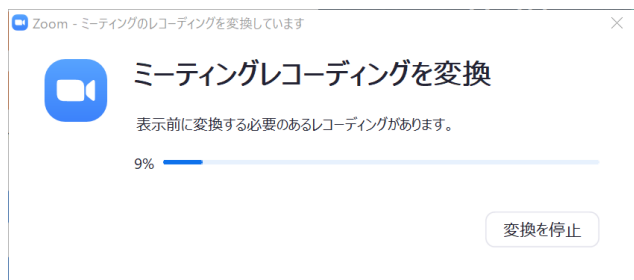 Zoom - ミーティングのレコーディングを変換しています
ミーティングレコーディングを変換
表示前に変換する必要のあるレコーディングがあります。
9%
変換を停止